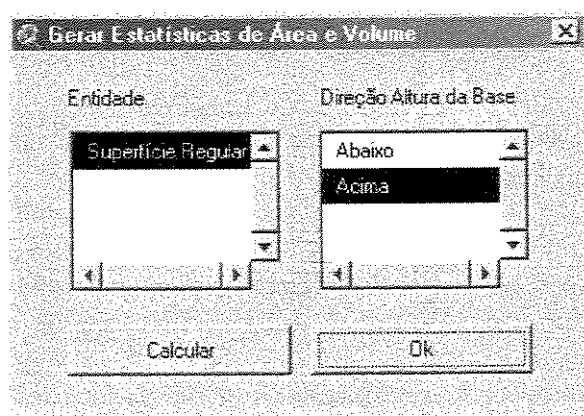 Gerar Estatísticas de Área e Volume
Entidade
Direção Altura da Base
Superfície Regular
Abaixo
Acima
Calcular
Ok